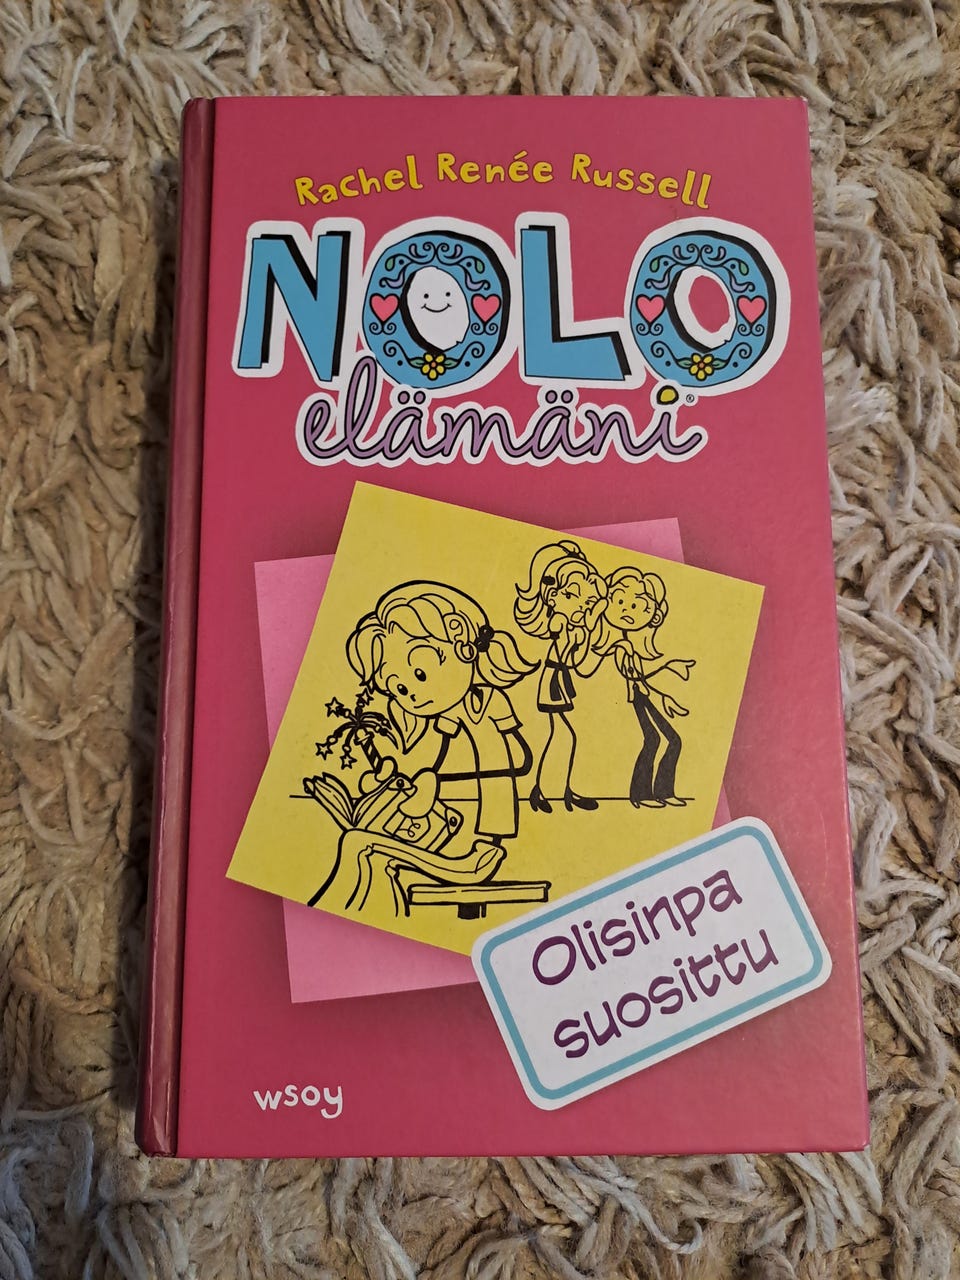 Rachel Renée Russell
NOLO
elämäni®
Olisinpa
suosittu
wsoy